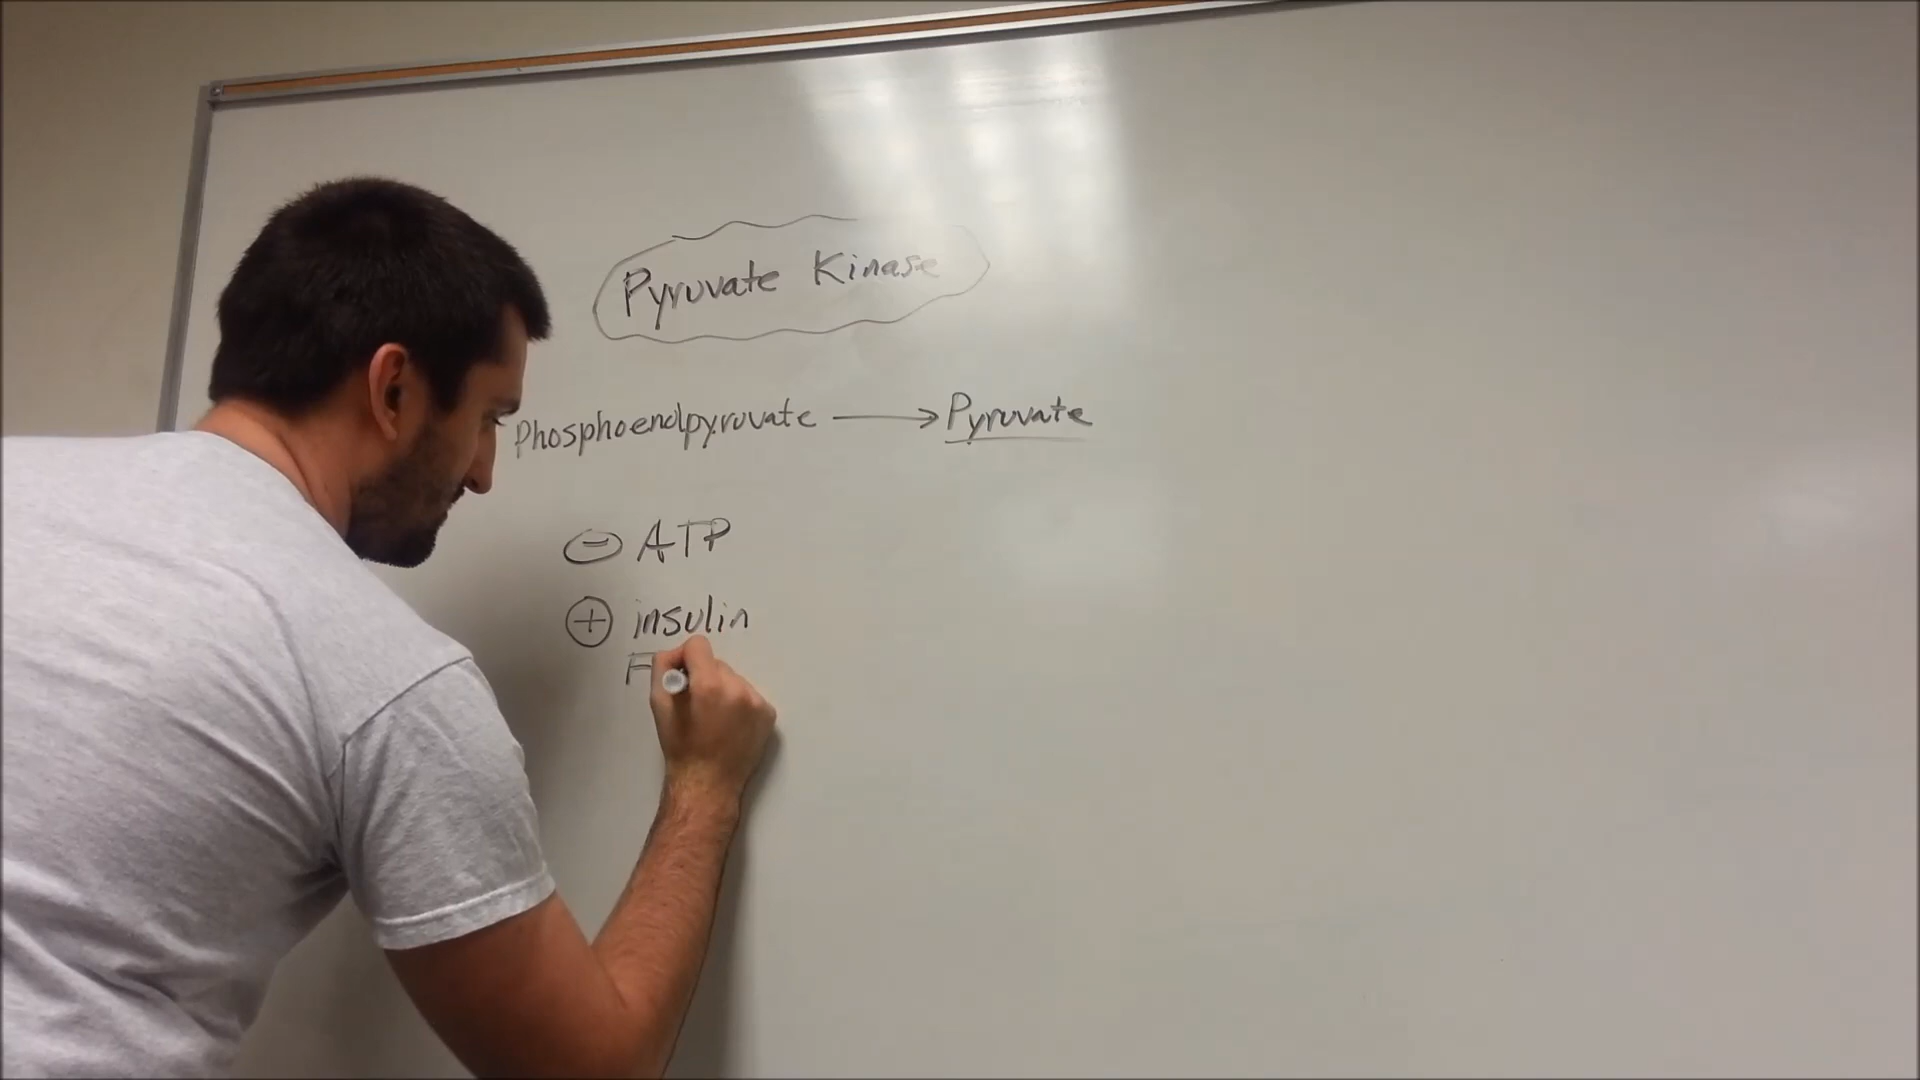 Pyruvate Kinase
Phosphoenolpyruvate → Pyruvate
⊖ ATP
⊕ insulin
F